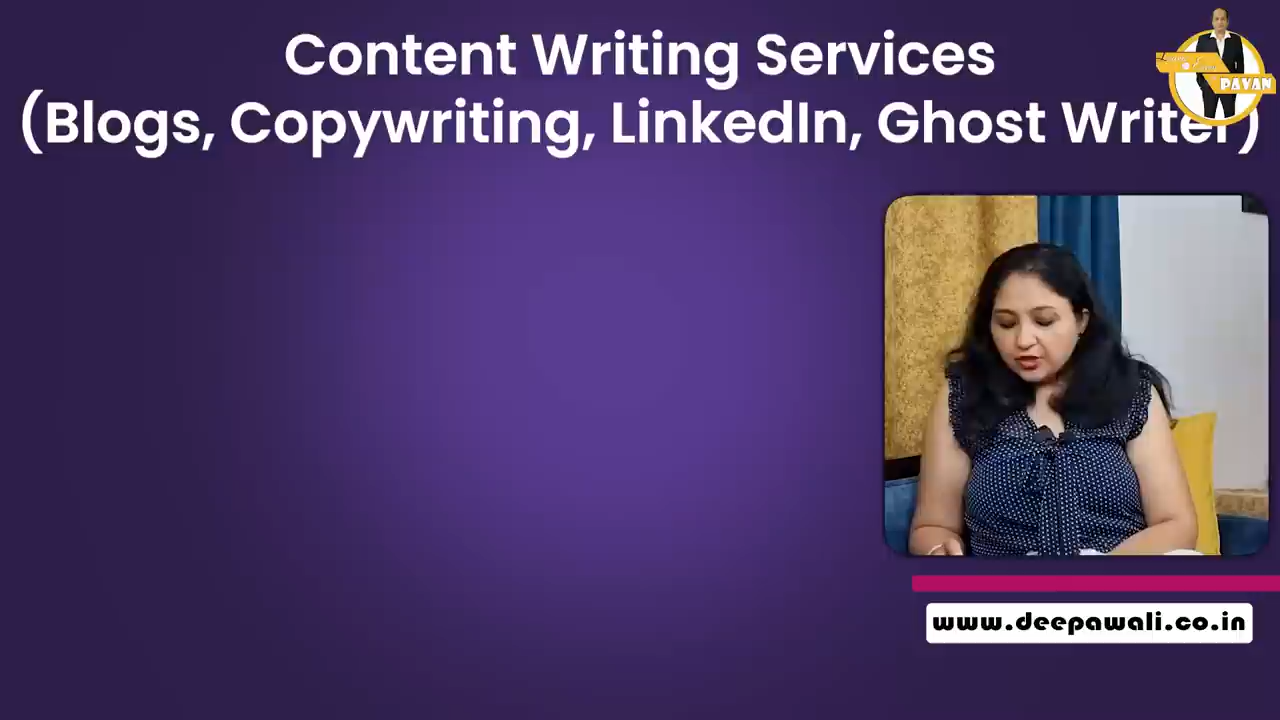 Content Writing Services
(Blogs, Copywriting, LinkedIn, Ghost Writer)
PAVAN
www.deepawali.co.in